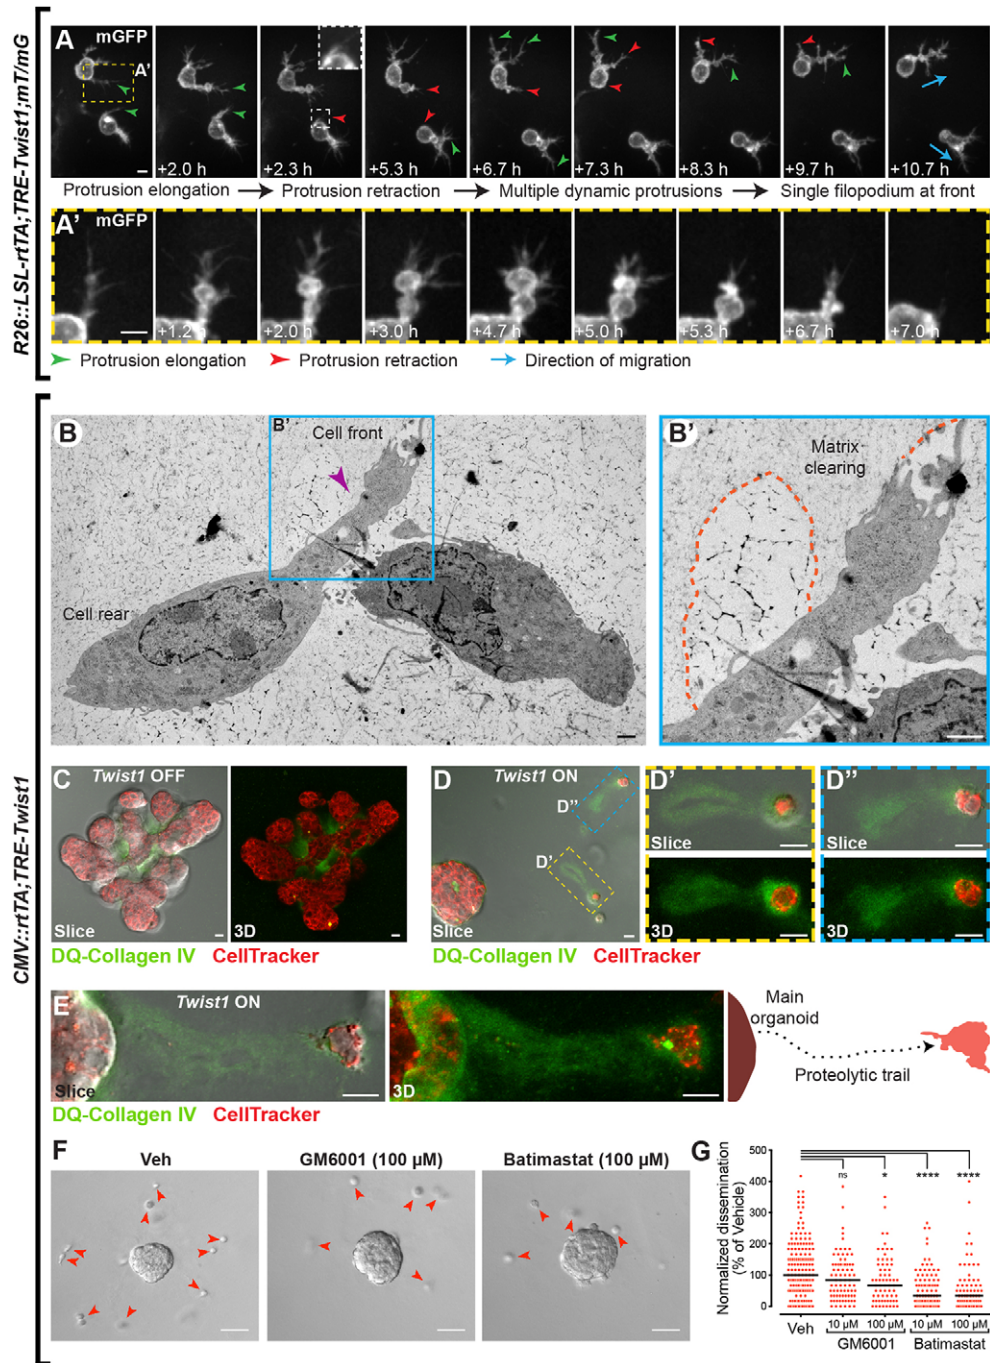 R26::LSL-rtTA;TRE-Twist1;mT/mG
A mGFP
A'
+2.0 h
+2.3 h
+5.3 h
+6.7 h
+7.3 h
+8.3 h
+9.7 h
+10.7 h
Protrusion elongation
Protrusion retraction
Multiple dynamic protrusions
Single filopodium at front
A' mGFP
+1.2 h
+2.0 h
+3.0 h
+4.7 h
+5.0 h
+5.3 h
+6.7 h
+7.0 h
Protrusion elongation
Protrusion retraction
Direction of migration
CMV::rtTA;TRE-Twist1
B
B'
Cell front
Cell rear
B'
Matrix
clearing
C
Twist1 OFF
Slice
3D
DQ-Collagen IV CellTracker
D
Twist1 ON
D''
D'
Slice
DQ-Collagen IV CellTracker
D'
Slice
3D
D''
Slice
3D
E
Twist1 ON
Slice
3D
DQ-Collagen IV CellTracker
Main
organoid
Proteolytic trail
F
Veh
GM6001 (100 µM)
Batimastat (100 µM)
G
Normalized dissemination
(% of Vehicle)
500
400
300
200
100
0
ns
*
****
****
Veh
10 µM
100 µM
10 µM
100 µM
GM6001
Batimastat